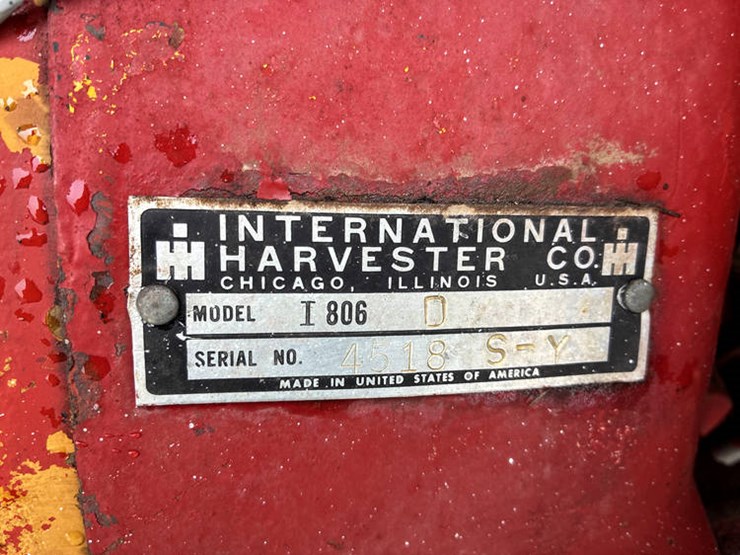 INTERNATIONAL
HARVESTER CO.
CHICAGO, ILLINOIS U.S.A.
MODEL I 806 D
SERIAL NO. 4518 S-Y
MADE IN UNITED STATES OF AMERICA